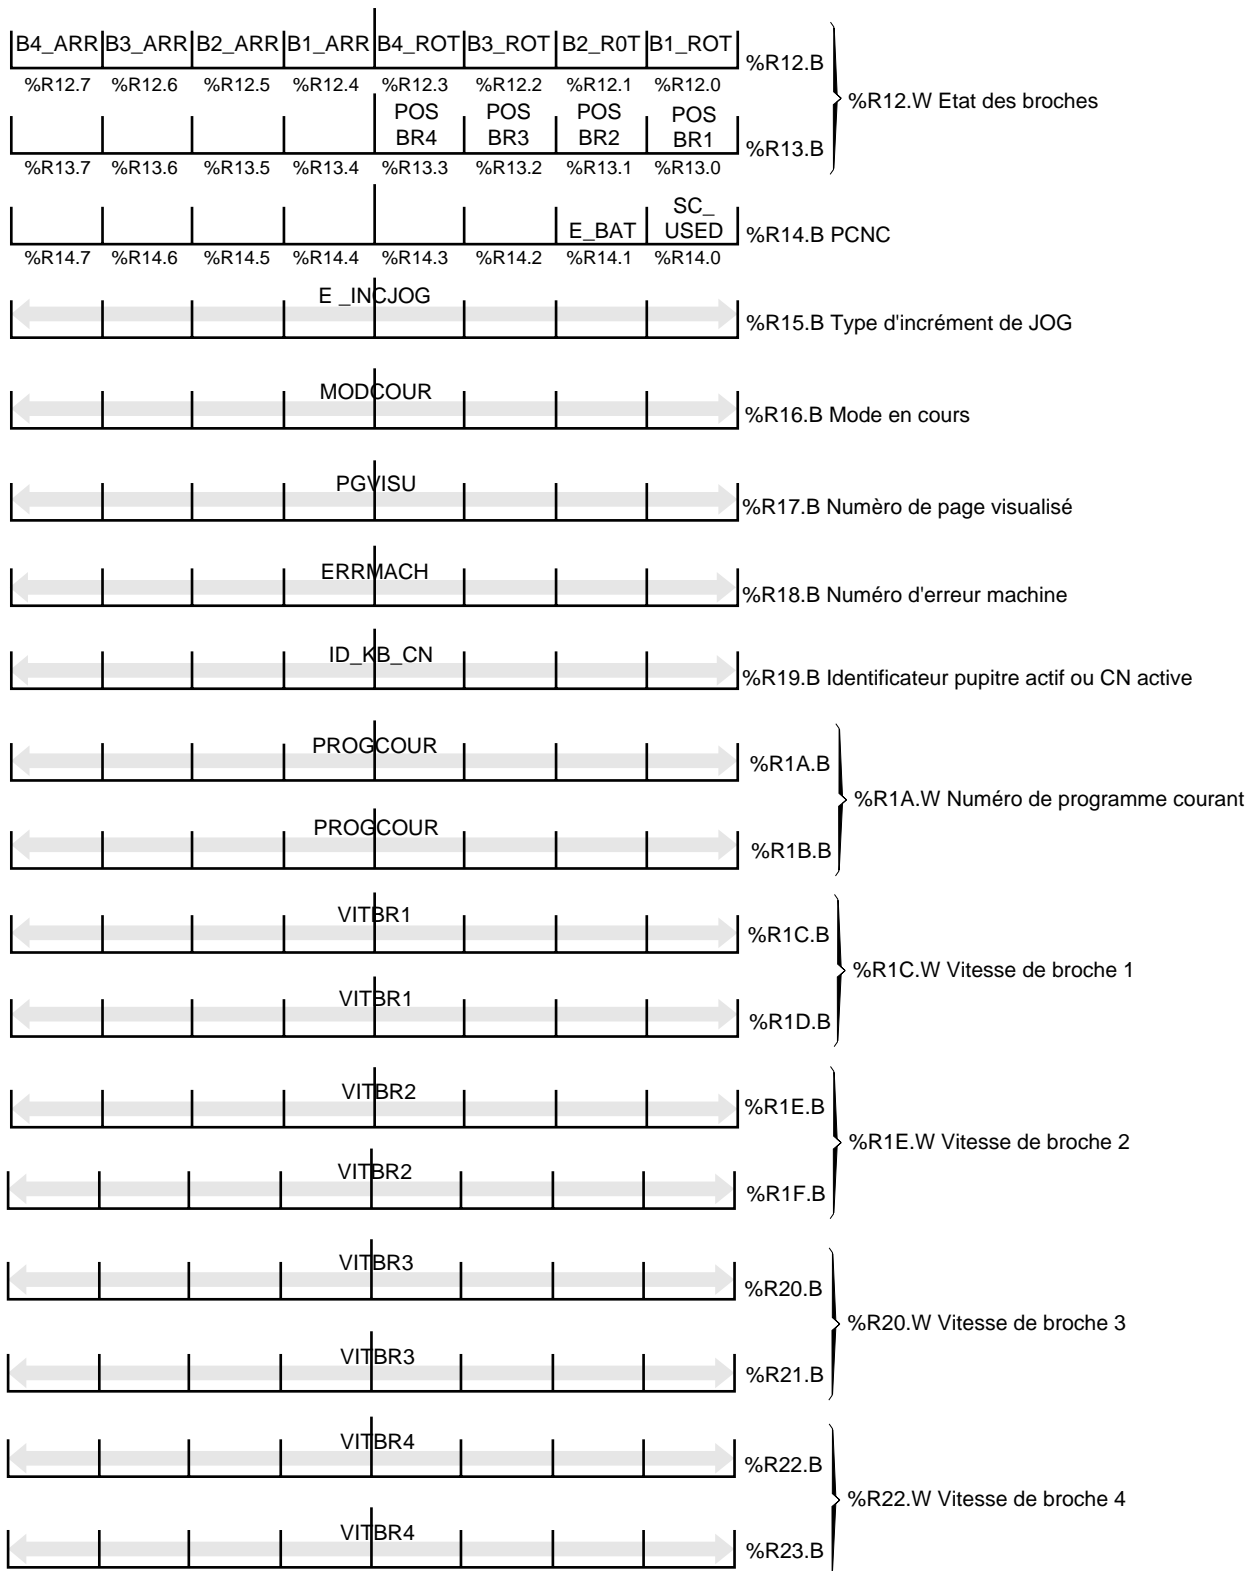 B4_ARR B3_ARR B2_ARR B1_ARR B4_ROT B3_ROT B2_R0T B1_ROT %R12.B
%R12.7 %R12.6 %R12.5 %R12.4 %R12.3 %R12.2 %R12.1 %R12.0
%R12.W Etat des broches
POS POS POS POS
BR4 BR3 BR2 BR1 %R13.B
%R13.7 %R13.6 %R13.5 %R13.4 %R13.3 %R13.2 %R13.1 %R13.0
SC_
E_BAT USED %R14.B PCNC
%R14.7 %R14.6 %R14.5 %R14.4 %R14.3 %R14.2 %R14.1 %R14.0
E _INCJOG
%R15.B Type d'incrément de JOG
MODCOUR
%R16.B Mode en cours
PGVISU
%R17.B Numèro de page visualisé
ERRMACH
%R18.B Numéro d'erreur machine
ID_KB_CN
%R19.B Identificateur pupitre actif ou CN active
PROGCOUR
%R1A.B
%R1A.W Numéro de programme courant
PROGCOUR
%R1B.B
VITBR1
%R1C.B
%R1C.W Vitesse de broche 1
VITBR1
%R1D.B
VITBR2
%R1E.B
%R1E.W Vitesse de broche 2
VITBR2
%R1F.B
VITBR3
%R20.B
%R20.W Vitesse de broche 3
VITBR3
%R21.B
VITBR4
%R22.B
%R22.W Vitesse de broche 4
VITBR4
%R23.B